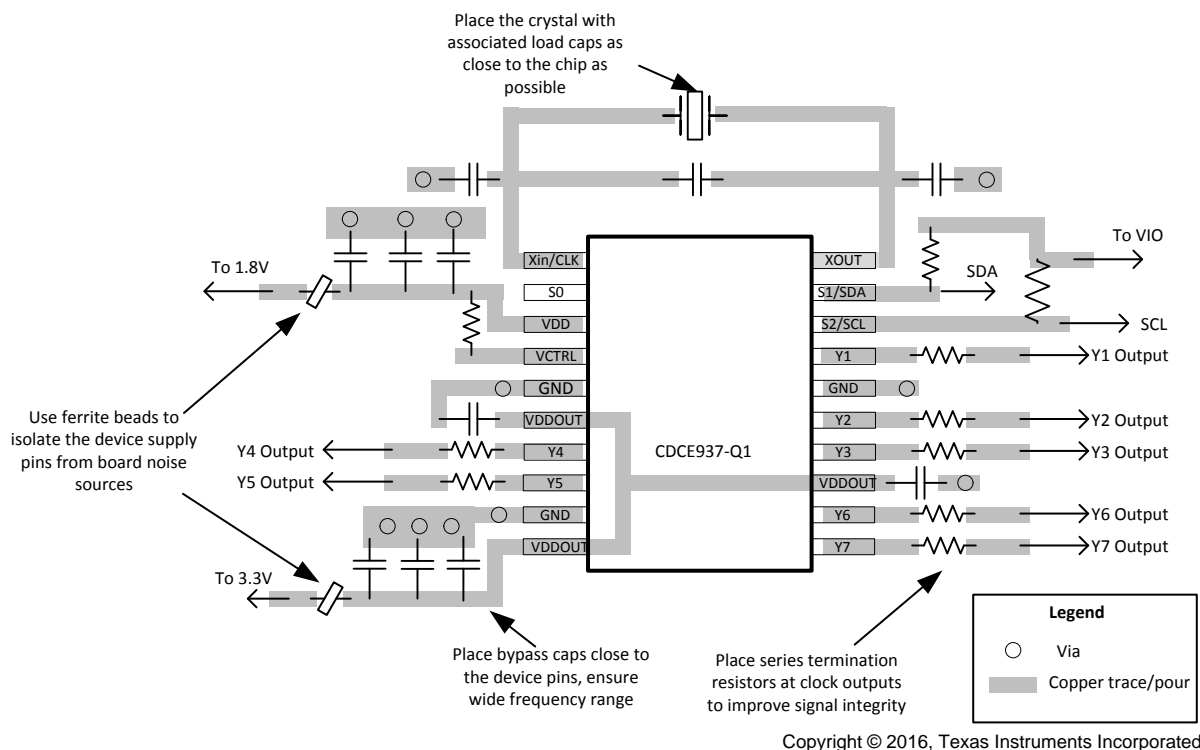 Place the crystal with
associated load caps as
close to the chip as
possible
To 1.8V
Xin/CLK
S0
VDD
VCTRL
GND
VDDOUT
Y4
Y5
GND
VDDOUT
Y4 Output
Y5 Output
To 3.3V
CDCE937-Q1
XOUT
S1/SDA
S2/SCL
Y1
GND
Y2
Y3
VDDOUT
Y6
Y7
To VIO
SDA
SCL
Y1 Output
Y2 Output
Y3 Output
Y6 Output
Y7 Output
Use ferrite beads to
isolate the device supply
pins from board noise
sources
Place bypass caps close to
the device pins, ensure
wide frequency range
Place series termination
resistors at clock outputs
to improve signal integrity
Legend
Via
Copper trace/pour
Copyright © 2016, Texas Instruments Incorporated